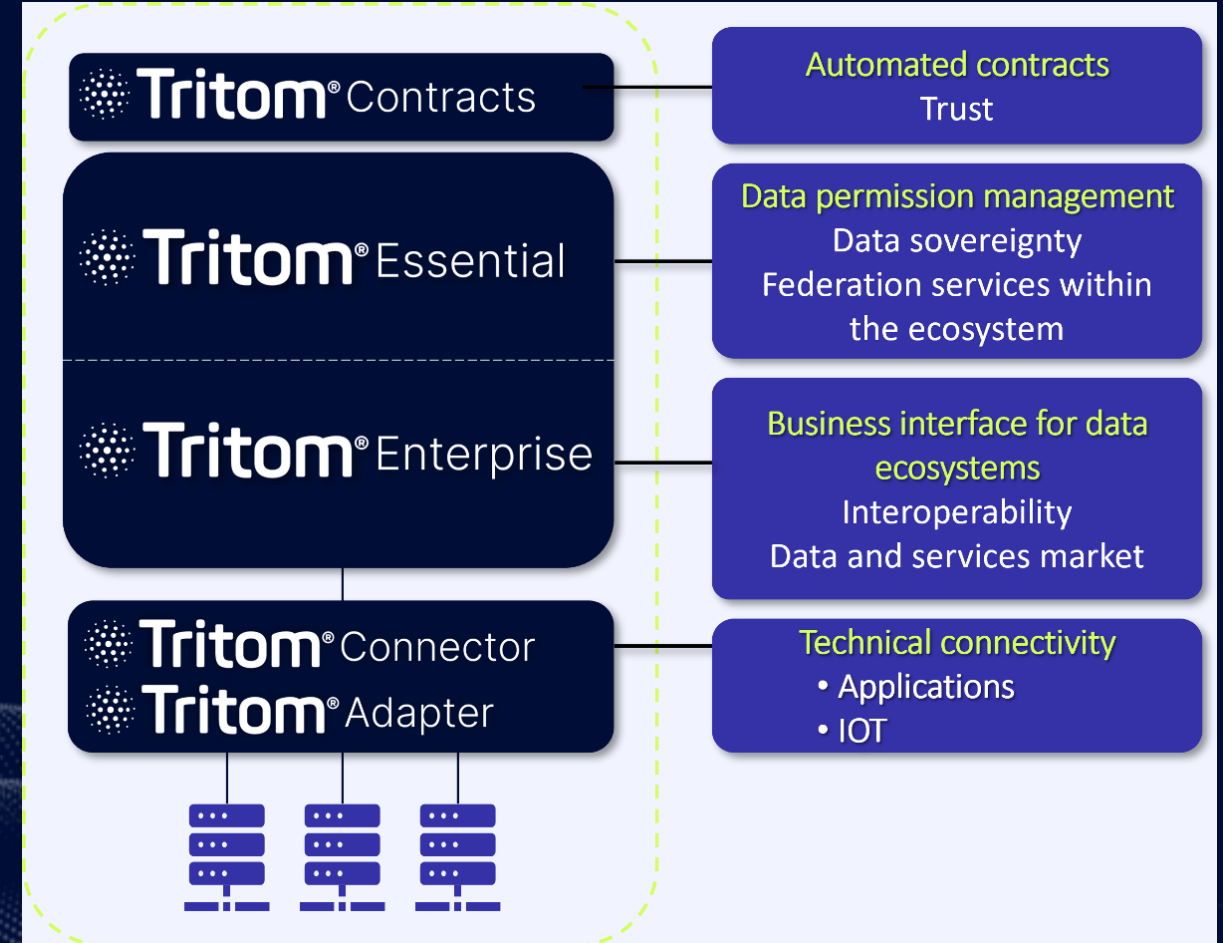 Tritom® Contracts
Automated contracts
Trust
Tritom® Essential
Data permission management
Data sovereignty
Federation services within
the ecosystem
Tritom® Enterprise
Business interface for data
ecosystems
Interoperability
Data and services market
Tritom® Connector
Tritom® Adapter
Technical connectivity
• Applications
• IOT